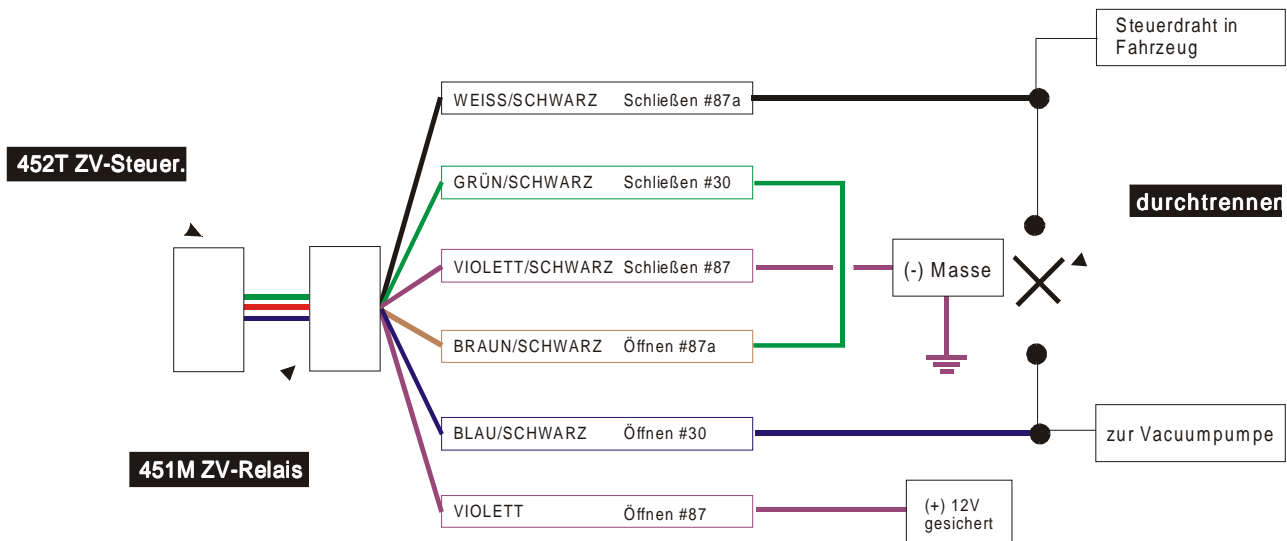 Steuerdraht in
Fahrzeug
WEISS/SCHWARZ Schließen #87a
452T ZV-Steuer.
GRÜN/SCHWARZ Schließen #30
durchtrennen
VIOLETT/SCHWARZ Schließen #87
(-) Masse
BRAUN/SCHWARZ Öffnen #87a
BLAU/SCHWARZ Öffnen #30
zur Vacuumpumpe
451M ZV-Relais
VIOLETT Öffnen #87
(+) 12V
gesichert